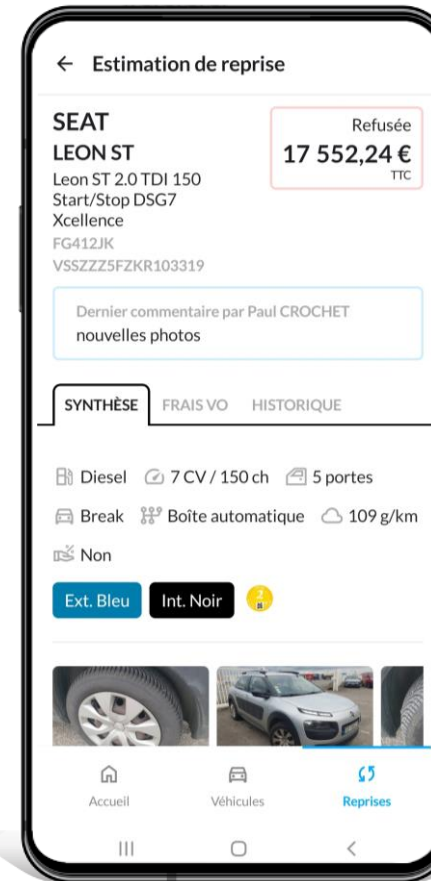 Estimation de reprise
SEAT
LEON ST
Leon ST 2.0 TDI 150
Start/Stop DSG7
Xcellence
FG412JK
VSSZZZ5FZKR103319
Refusée
17 552,24 €
TTC
Dernier commentaire par Paul CROCHET
nouvelles photos
SYNTHÈSE FRAIS VO HISTORIQUE
Diesel 7 CV / 150 ch 5 portes
Break Boîte automatique 109 g/km
Non
Ext. Bleu Int. Noir 2
Accueil Véhicules Reprises